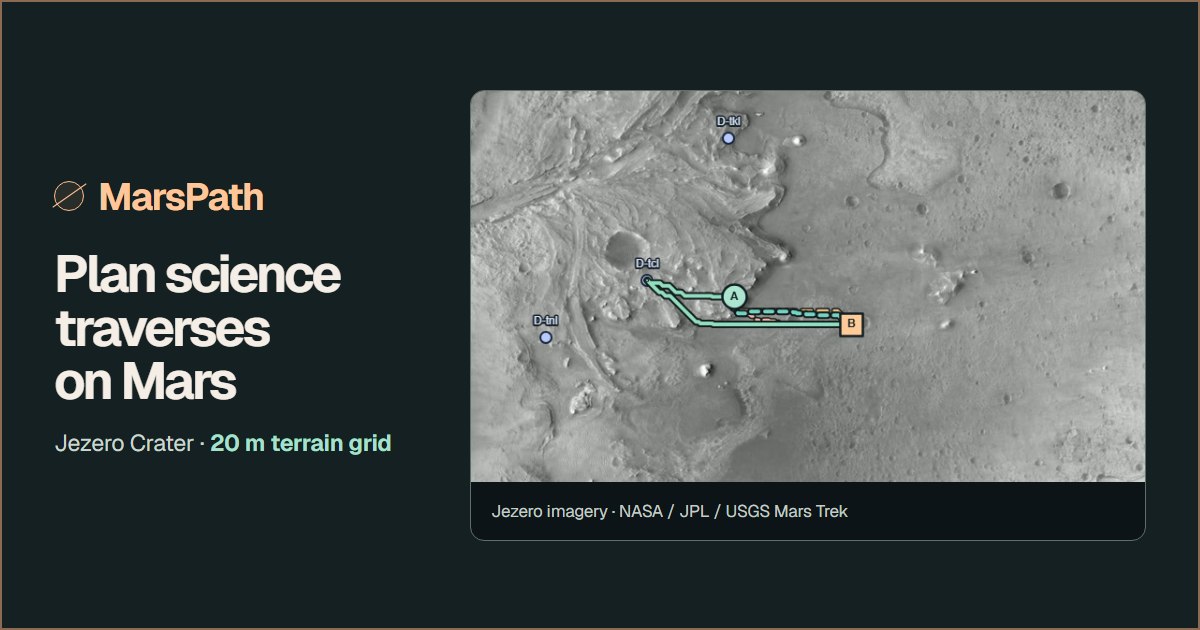 MarsPath
Plan science
traverses
on Mars
Jezero Crater · 20 m terrain grid
D-tkl
D-tcl
A
D-tnl
B
Jezero imagery · NASA / JPL / USGS Mars Trek